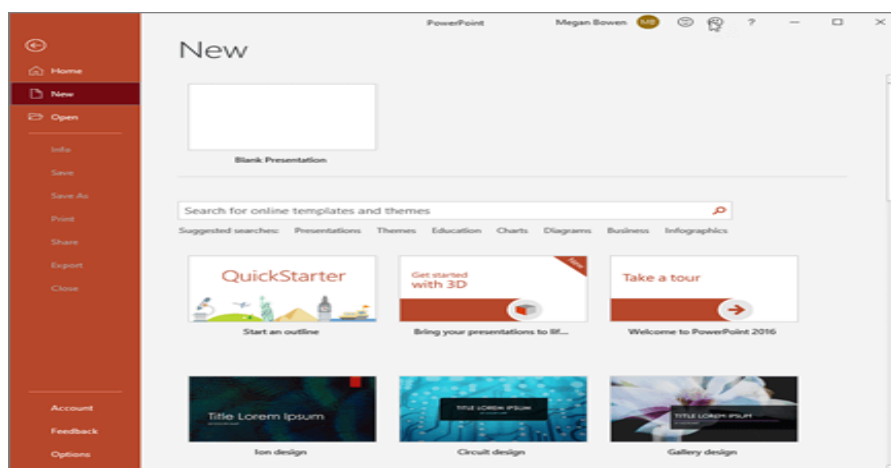 PowerPoint
Megan Bowen MB ?
New
Home
New
Open
Info
Save
Save As
Print
Share
Export
Close
Account
Feedback
Options
Blank Presentation
Search for online templates and themes
Suggested searches: Presentations Themes Education Charts Diagrams Business Infographics
QuickStarter
Start an outline
Get started
with 3D
New
Bring your presentations to lif...
Take a tour
Welcome to PowerPoint 2016
Title Lorem Ipsum
Ion design
TITLE LOREM IPSUM
Circuit design
TITLE LOREM IPSUM
Gallery design